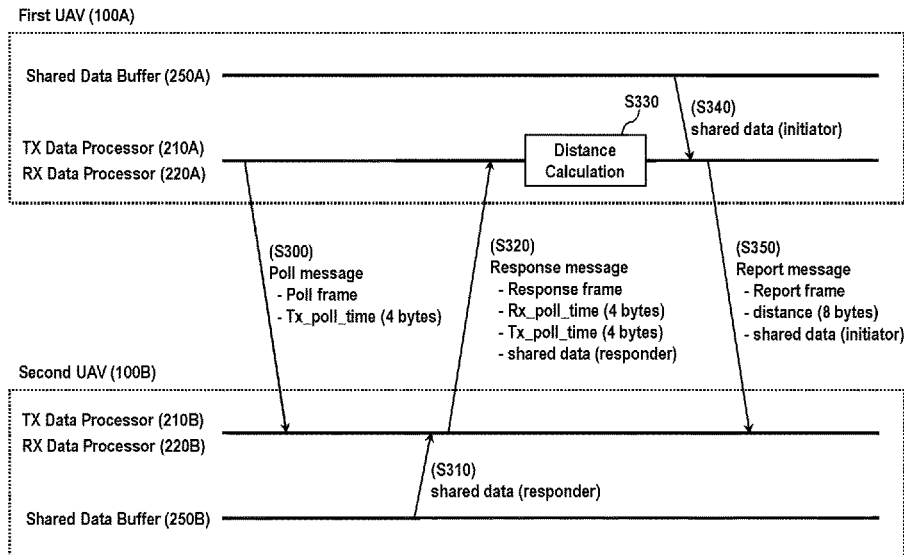 First UAV (100A)
Shared Data Buffer (250A)
S330
(S340)
shared data (initiator)
TX Data Processor (210A)
RX Data Processor (220A)
Distance
Calculation
(S300)
Poll message
- Poll frame
- Tx_poll_time (4 bytes)
(S320)
Response message
- Response frame
- Rx_poll_time (4 bytes)
- Tx_poll_time (4 bytes)
- shared data (responder)
(S350)
Report message
- Report frame
- distance (8 bytes)
- shared data (initiator)
Second UAV (100B)
TX Data Processor (210B)
RX Data Processor (220B)
(S310)
shared data (responder)
Shared Data Buffer (250B)